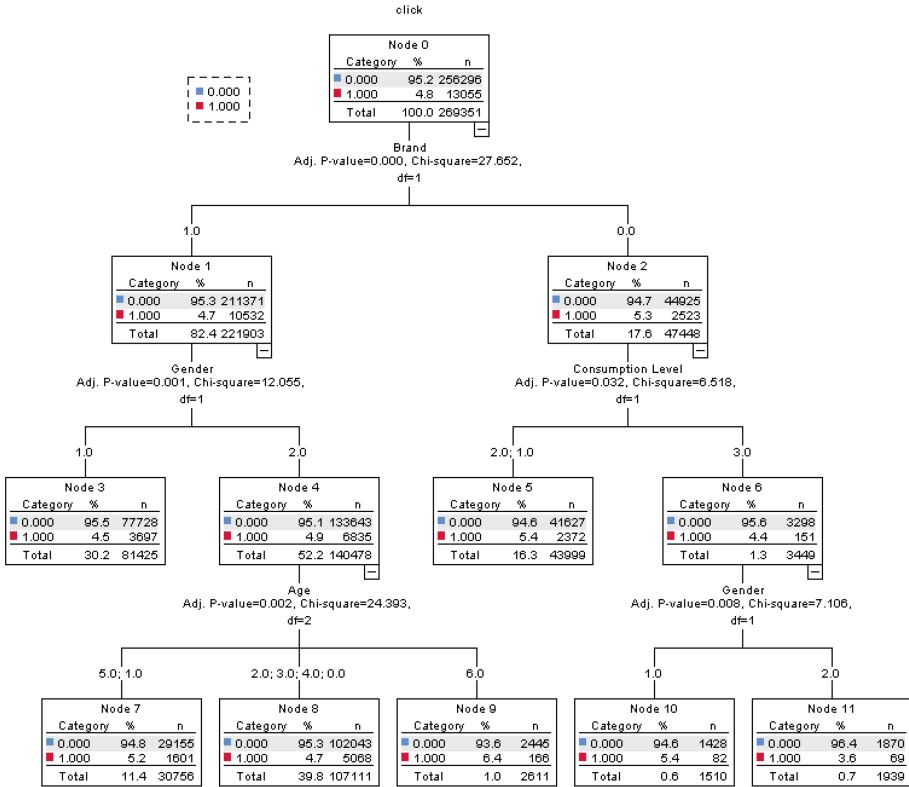 click
Node 0
Category % n
0.000 95.2 256296
1.000 4.8 13055
Total 100.0 269351
0.000
1.000
Brand
Adj. P-value=0.000, Chi-square=27.652,
df=1
1.0
0.0
Node 1
Category % n
0.000 95.3 211371
1.000 4.7 10532
Total 82.4 221903
Node 2
Category % n
0.000 94.7 44925
1.000 5.3 2523
Total 17.6 47448
Gender
Adj. P-value=0.001, Chi-square=12.055,
df=1
Consumption Level
Adj. P-value=0.032, Chi-square=6.518,
df=1
1.0
2.0
2.0; 1.0
3.0
Node 3
Category % n
0.000 95.5 77728
1.000 4.5 3697
Total 30.2 81425
Node 4
Category % n
0.000 95.1 133643
1.000 4.9 6835
Total 52.2 140478
Node 5
Category % n
0.000 94.6 41627
1.000 5.4 2372
Total 16.3 43999
Node 6
Category % n
0.000 95.6 3298
1.000 4.4 151
Total 1.3 3449
Age
Adj. P-value=0.002, Chi-square=24.393,
df=2
Gender
Adj. P-value=0.008, Chi-square=7.106,
df=1
5.0; 1.0
2.0; 3.0; 4.0; 0.0
6.0
1.0
2.0
Node 7
Category % n
0.000 94.8 29155
1.000 5.2 1601
Total 11.4 30756
Node 8
Category % n
0.000 95.3 102043
1.000 4.7 5068
Total 39.8 107111
Node 9
Category % n
0.000 93.6 2445
1.000 6.4 166
Total 1.0 2611
Node 10
Category % n
0.000 94.6 1428
1.000 5.4 82
Total 0.6 1510
Node 11
Category % n
0.000 96.4 1870
1.000 3.6 69
Total 0.7 1939